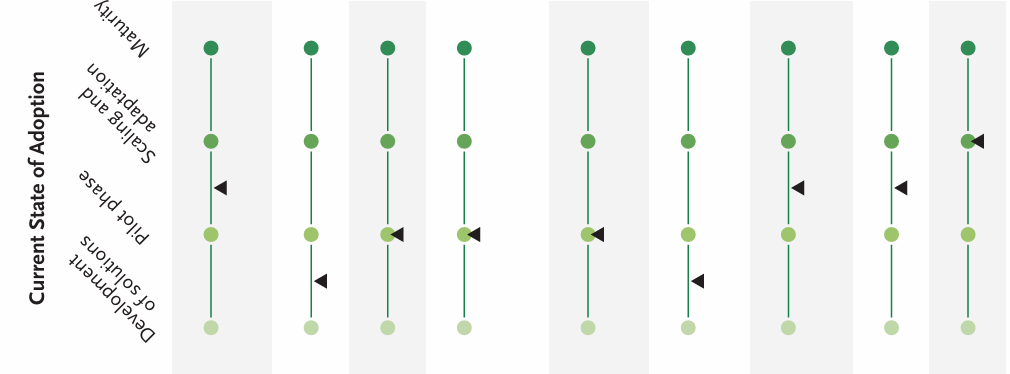 Current State of Adoption
Maturity
Scaling and
adaptation
Pilot phase
Development
of solutions